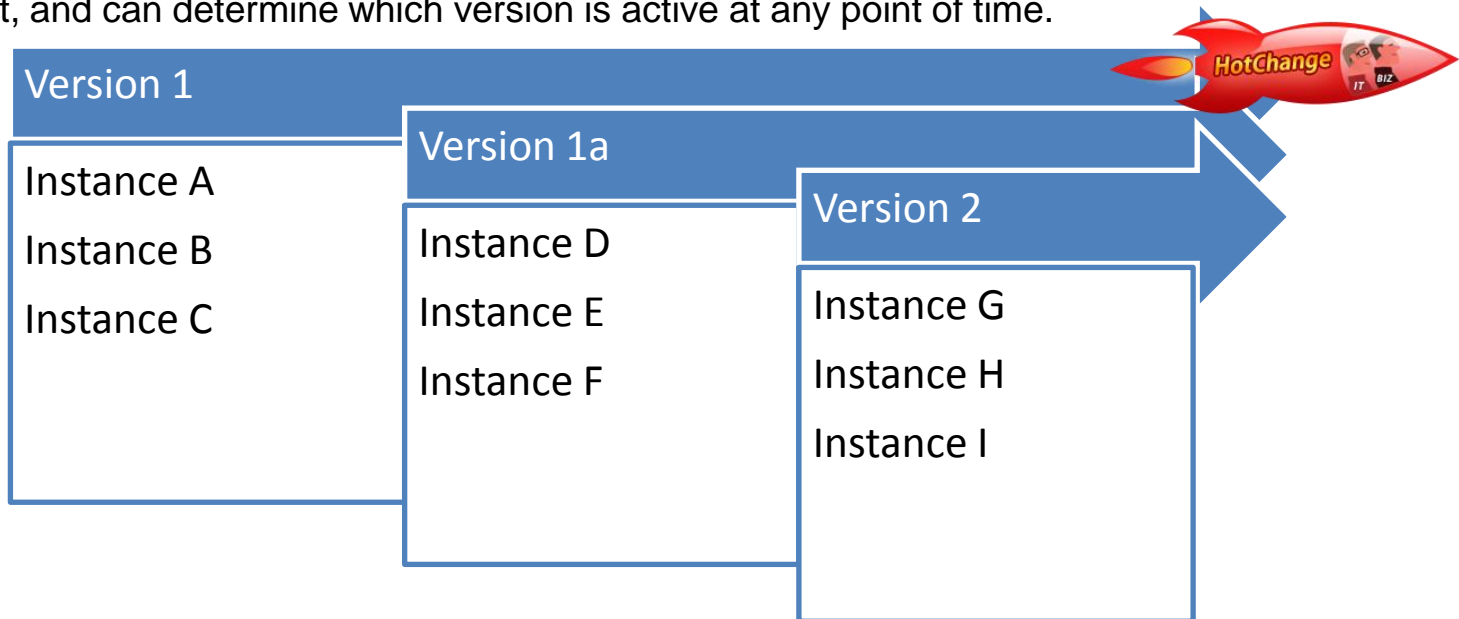 t, and can determine which version is active at any point of time.
HotChange
IT BIZ
Version 1
Instance A
Instance B
Instance C
Version 1a
Instance D
Instance E
Instance F
Version 2
Instance G
Instance H
Instance I